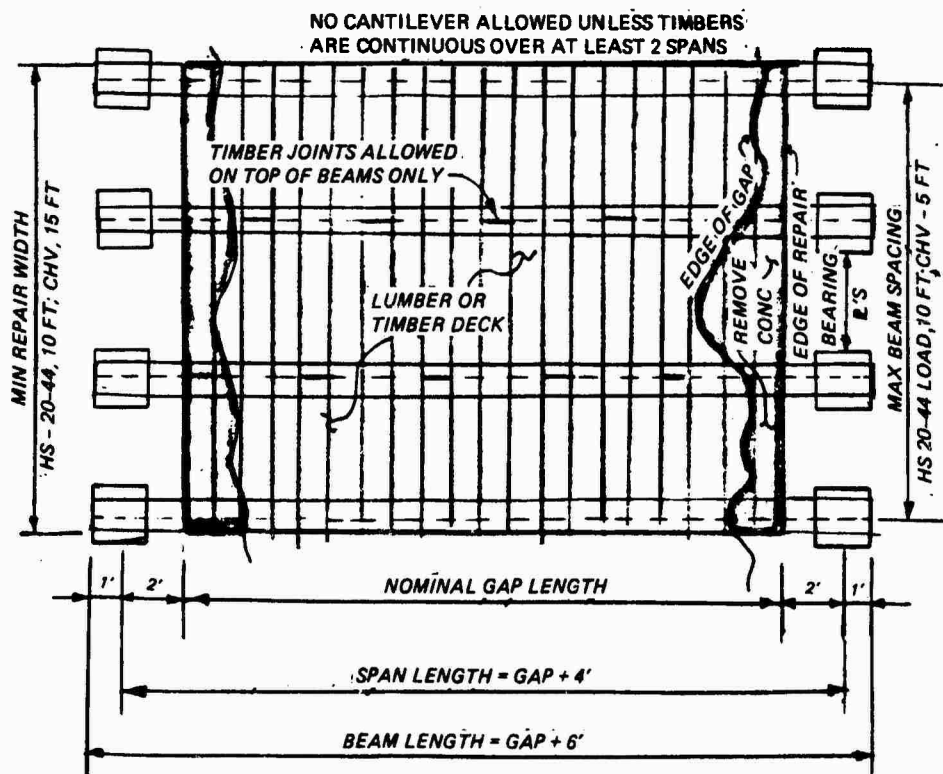 NO CANTILEVER ALLOWED UNLESS TIMBERS
ARE CONTINUOUS OVER AT LEAST 2 SPANS
MIN REPAIR WIDTH
HS - 20-44, 10 FT; CHV, 15 FT
TIMBER JOINTS ALLOWED
ON TOP OF BEAMS ONLY
LUMBER OR
TIMBER DECK
EDGE OF GAP
REMOVE
CONC
EDGE OF REPAIR
BEARING
PL'S
MAX BEAM SPACING
HS 20-44 LOAD, 10 FT; CHV - 5 FT
1'
2'
NOMINAL GAP LENGTH
2'
1'
SPAN LENGTH = GAP + 4'
BEAM LENGTH = GAP + 6'